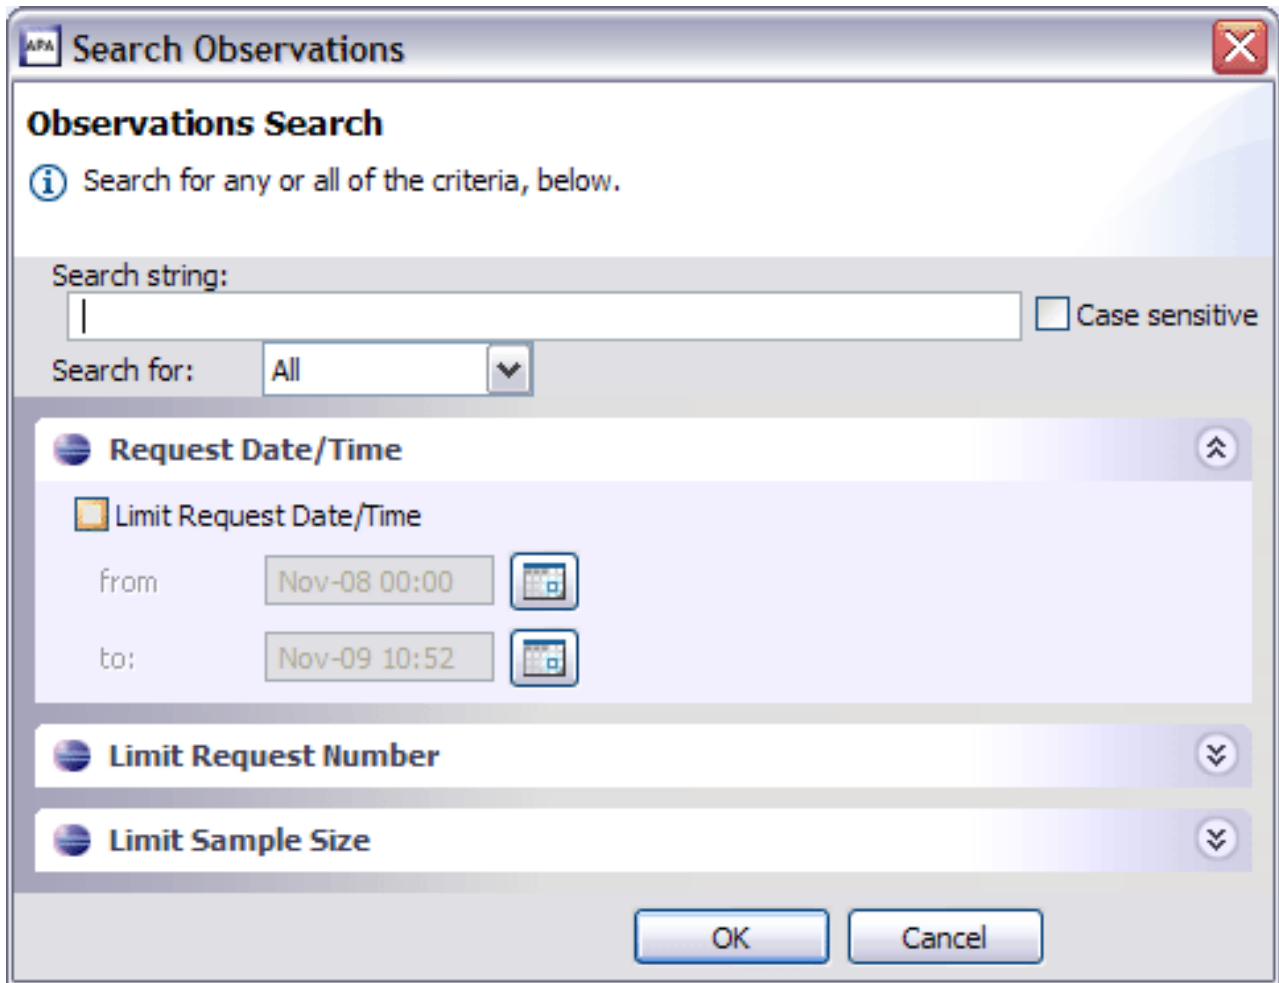 APA Search Observations
Observations Search
Search for any or all of the criteria, below.
Search string:
Case sensitive
Search for: All
Request Date/Time
Limit Request Date/Time
from Nov-08 00:00
to: Nov-09 10:52
Limit Request Number
Limit Sample Size
OK Cancel